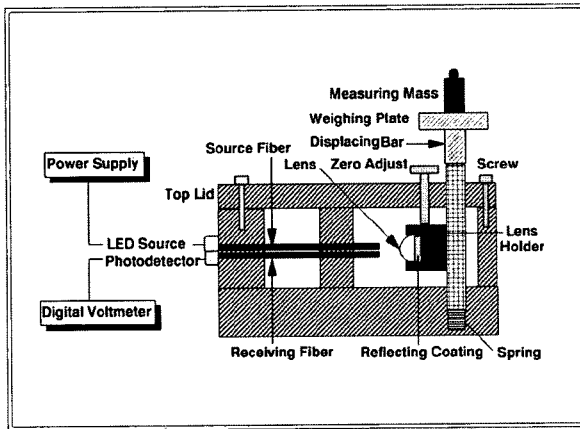 Measuring Mass
Weighing Plate
DisplacingBar
Source Fiber
Lens
Zero Adjust
Screw
Power Supply
Top Lid
Lens
Holder
LED Source
Photodetector
Digital Voltmeter
Receiving Fiber
Reflecting Coating
Spring